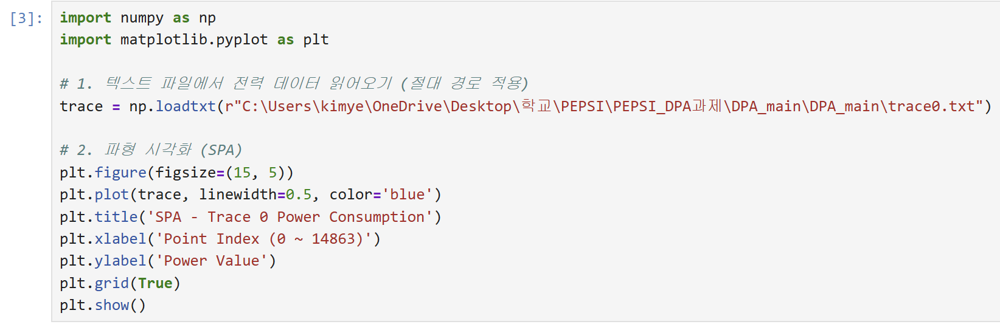 [3]: import numpy as np
import matplotlib.pyplot as plt
# 1. 텍스트 파일에서 전력 데이터 읽어오기 (절대 경로 적용)
trace = np.loadtxt(r"C:\Users\kimye\OneDrive\Desktop\학교\PEPSI\PEPSI_DPA과제\DPA_main\DPA_main\trace0.txt")
# 2. 파형 시각화 (SPA)
plt.figure(figsize=(15, 5))
plt.plot(trace, linewidth=0.5, color='blue')
plt.title('SPA - Trace 0 Power Consumption')
plt.xlabel('Point Index (0 ~ 14863)')
plt.ylabel('Power Value')
plt.grid(True)
plt.show()